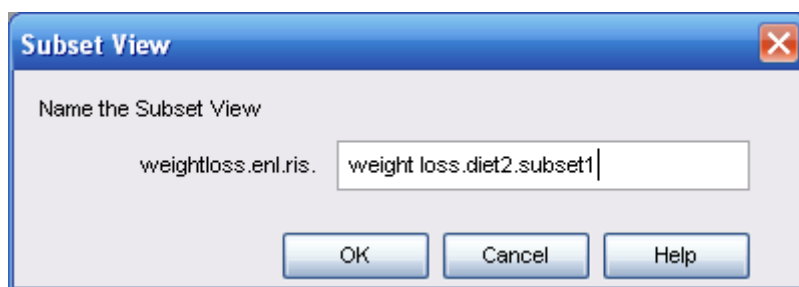 Subset View
Name the Subset View
weightloss.enl.ris. weight loss.diet2.subset1
OK Cancel Help